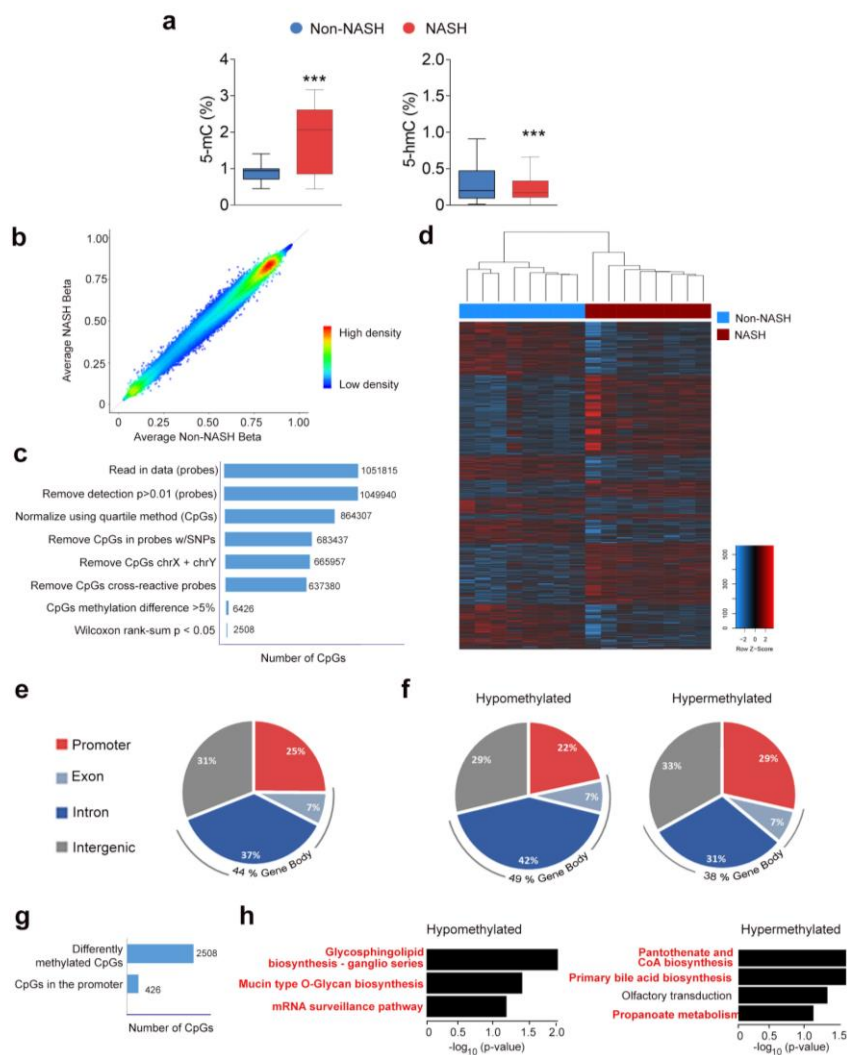 a
Non-NASH
NASH
5-mC (%)
4
3
2
1
0
***
5-hmC (%)
2.0
1.5
1.0
0.5
0
***
b
Average NASH Beta
1.00
0.75
0.50
0.25
0
0 0.25 0.50 0.75 1.00
Average Non-NASH Beta
High density
Low density
c
Read in data (probes) 1051815
Remove detection p>0.01 (probes) 1049940
Normalize using quartile method (CpGs) 864307
Remove CpGs in probes w/SNPs 683437
Remove CpGs chrX + chrY 665957
Remove CpGs cross-reactive probes 637380
CpGs methylation difference >5% 6426
Wilcoxon rank-sum p < 0.05 2508
Number of CpGs
d
Non-NASH
NASH
0 100 300 500
-2 0 2
Row Z-Score
e
Promoter
Exon
Intron
Intergenic
31%
25%
7%
37%
44 % Gene Body
f
Hypomethylated
29%
22%
7%
42%
49 % Gene Body
Hypermethylated
33%
29%
7%
31%
38 % Gene Body
g
Differently
methylated CpGs
2508
CpGs in the promoter
426
Number of CpGs
h
Hypomethylated
Glycosphingolipid
biosynthesis - ganglio series
Mucin type O-Glycan biosynthesis
mRNA surveillance pathway
0 0.5 1.0 1.5 2.0
-log10 (p-value)
Hypermethylated
Pantothenate and
CoA biosynthesis
Primary bile acid biosynthesis
Olfactory transduction
Propanoate metabolism
0 0.5 1.0 1.5
-log10 (p-value)